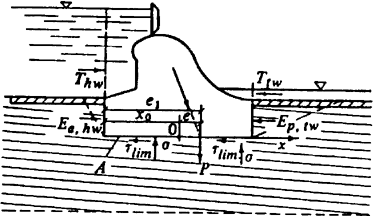 T_hw
T_tw
e_1
x_0
e
E_a, hw
0
E_p, tw
x
A
τ_lim
σ
P
τ_lim
σ